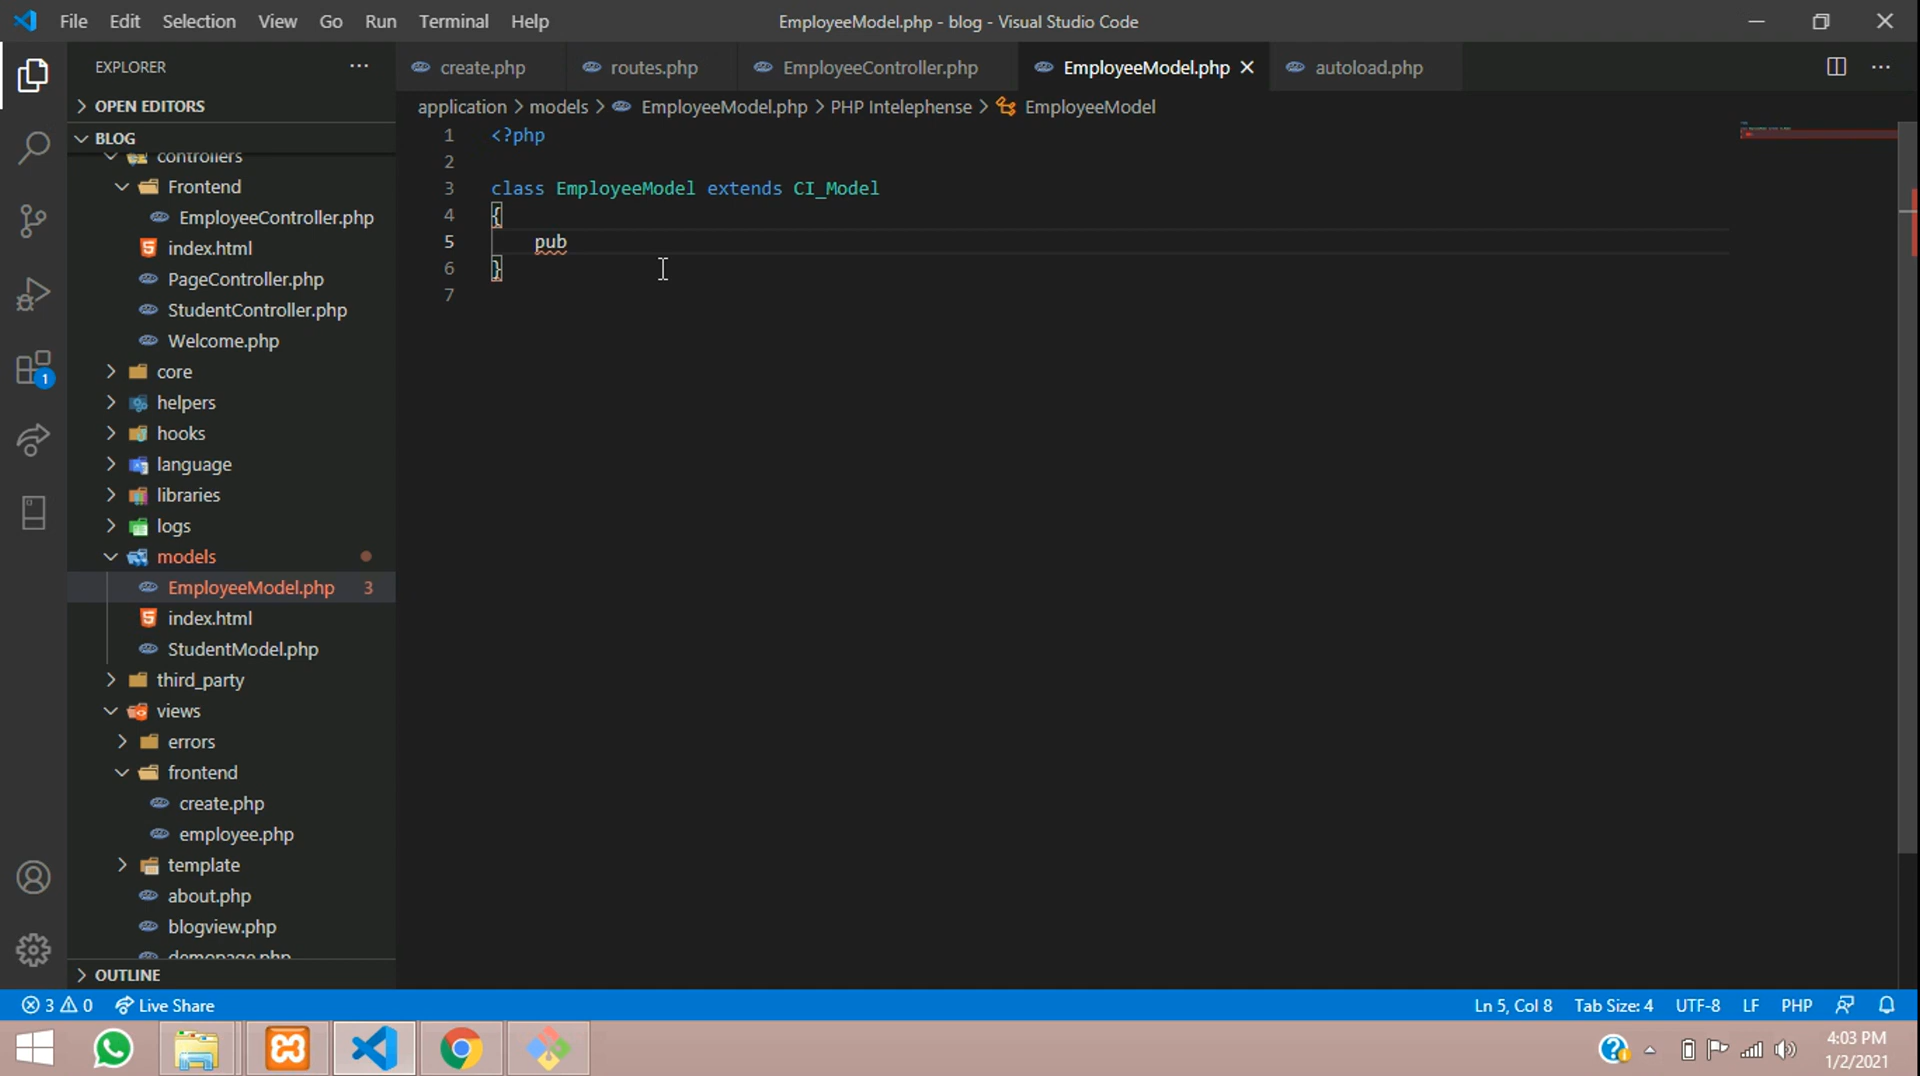 File Edit Selection View Go Run Terminal Help
EmployeeModel.php - blog - Visual Studio Code
EXPLORER
OPEN EDITORS
BLOG
controllers
Frontend
EmployeeController.php
index.html
PageController.php
StudentController.php
Welcome.php
core
helpers
hooks
language
libraries
logs
models
EmployeeModel.php 3
index.html
StudentModel.php
third_party
views
errors
frontend
create.php
employee.php
template
about.php
blogview.php
demopage.php
OUTLINE
create.php routes.php EmployeeController.php EmployeeModel.php autoload.php
application > models > EmployeeModel.php > PHP Intelephense > EmployeeModel
1 <?php
2
3 class EmployeeModel extends CI_Model
4 {
5 pub
6 }
7
1
3 0 Live Share
Ln 5, Col 8 Tab Size: 4 UTF-8 LF PHP
4:03 PM
1/2/2021